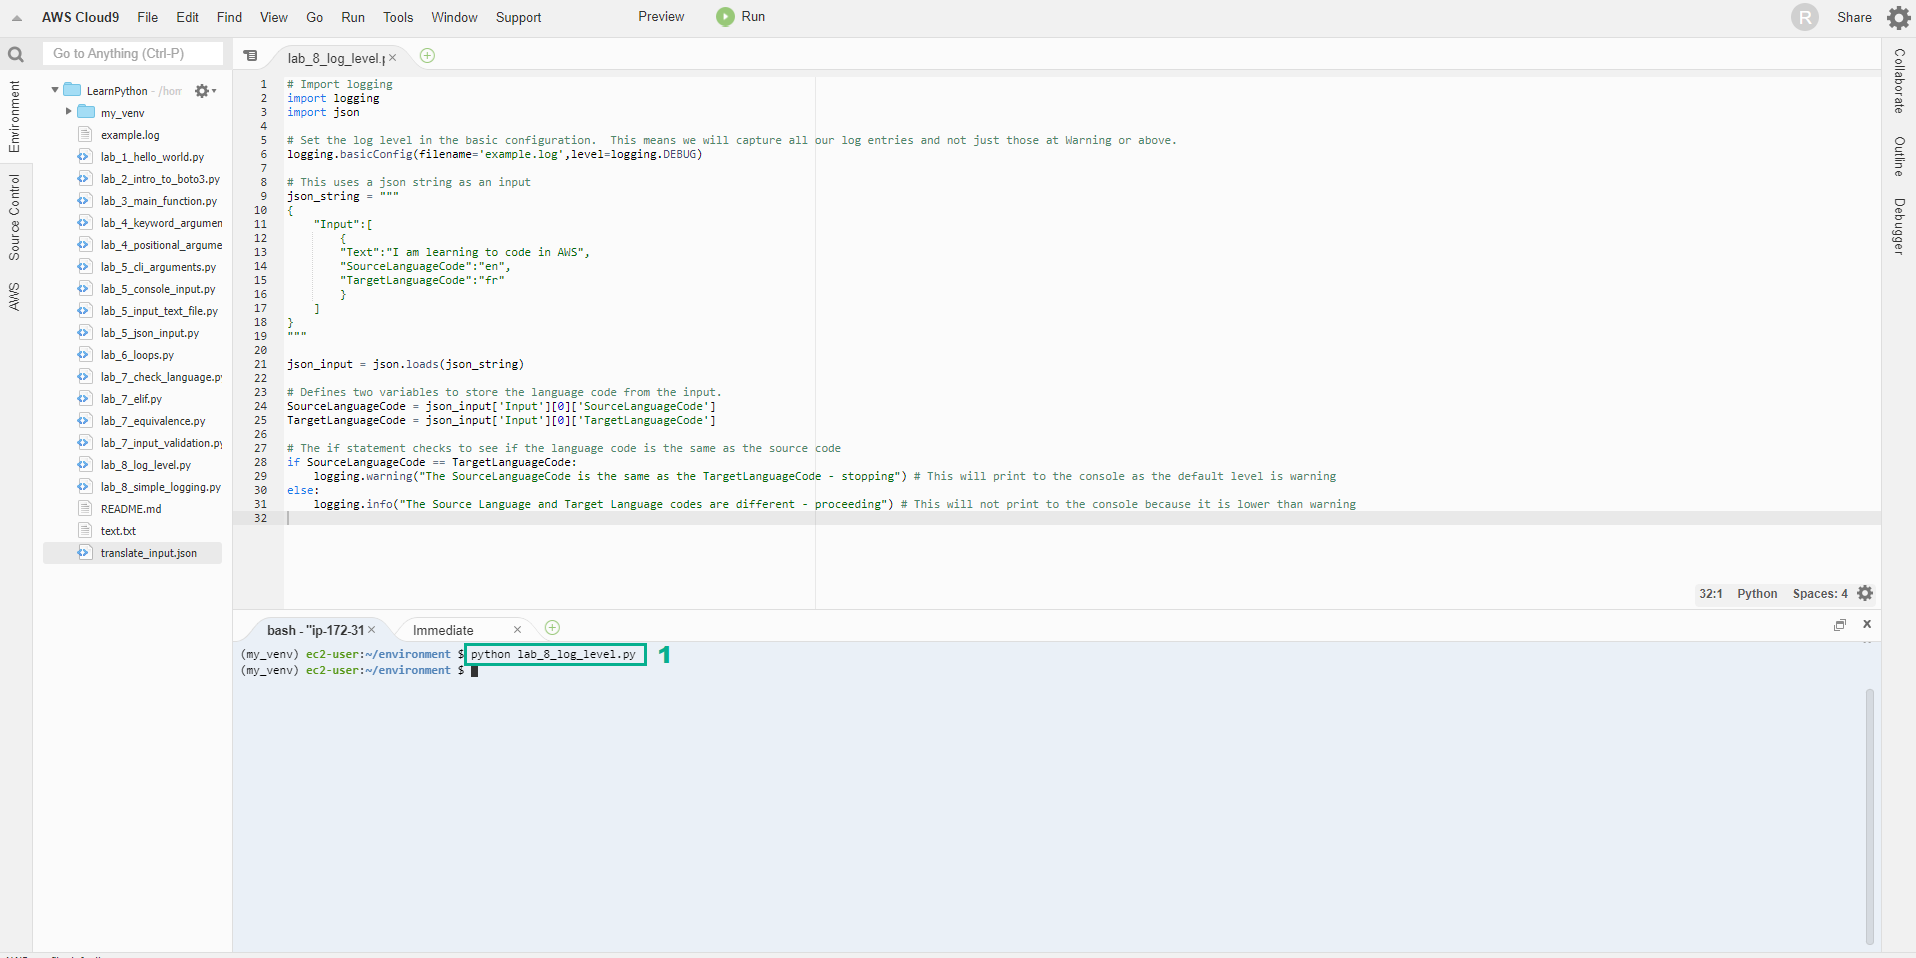 AWS Cloud9 File Edit Find View Go Run Tools Window Support Preview Run R Share
Go to Anything (Ctrl-P)
Environment
Source Control
AWS
LearnPython - /hom
my_venv
example.log
lab_1_hello_world.py
lab_2_intro_to_boto3.py
lab_3_main_function.py
lab_4_keyword_argumen
lab_4_positional_argume
lab_5_cli_arguments.py
lab_5_console_input.py
lab_5_input_text_file.py
lab_5_json_input.py
lab_6_loops.py
lab_7_check_language.py
lab_7_elif.py
lab_7_equivalence.py
lab_7_input_validation.py
lab_8_log_level.py
lab_8_simple_logging.py
README.md
text.txt
translate_input.json
lab_8_log_level.p
1 # Import logging
2 import logging
3 import json
4
5 # Set the log level in the basic configuration.  This means we will capture all our log entries and not just those at Warning or above.
6 logging.basicConfig(filename='example.log',level=logging.DEBUG)
7
8 # This uses a json string as an input
9 json_string = """
10 {
11     "Input":[
12         {
13         "Text":"I am learning to code in AWS",
14         "SourceLanguageCode":"en",
15         "TargetLanguageCode":"fr"
16         }
17     ]
18 }
19 """
20
21 json_input = json.loads(json_string)
22
23 # Defines two variables to store the language code from the input.
24 SourceLanguageCode = json_input['Input'][0]['SourceLanguageCode']
25 TargetLanguageCode = json_input['Input'][0]['TargetLanguageCode']
26
27 # The if statement checks to see if the language code is the same as the source code
28 if SourceLanguageCode == TargetLanguageCode:
29     logging.warning("The SourceLanguageCode is the same as the TargetLanguageCode - stopping") # This will print to the console as the default level is warning
30 else:
31     logging.info("The Source Language and Target Language codes are different - proceeding") # This will not print to the console because it is lower than warning
32
32:1 Python Spaces: 4
bash - "ip-172-31 Immediate
(my_venv) ec2-user:~/environment $ python lab_8_log_level.py 1
(my_venv) ec2-user:~/environment $
Collaborate
Outline
Debugger